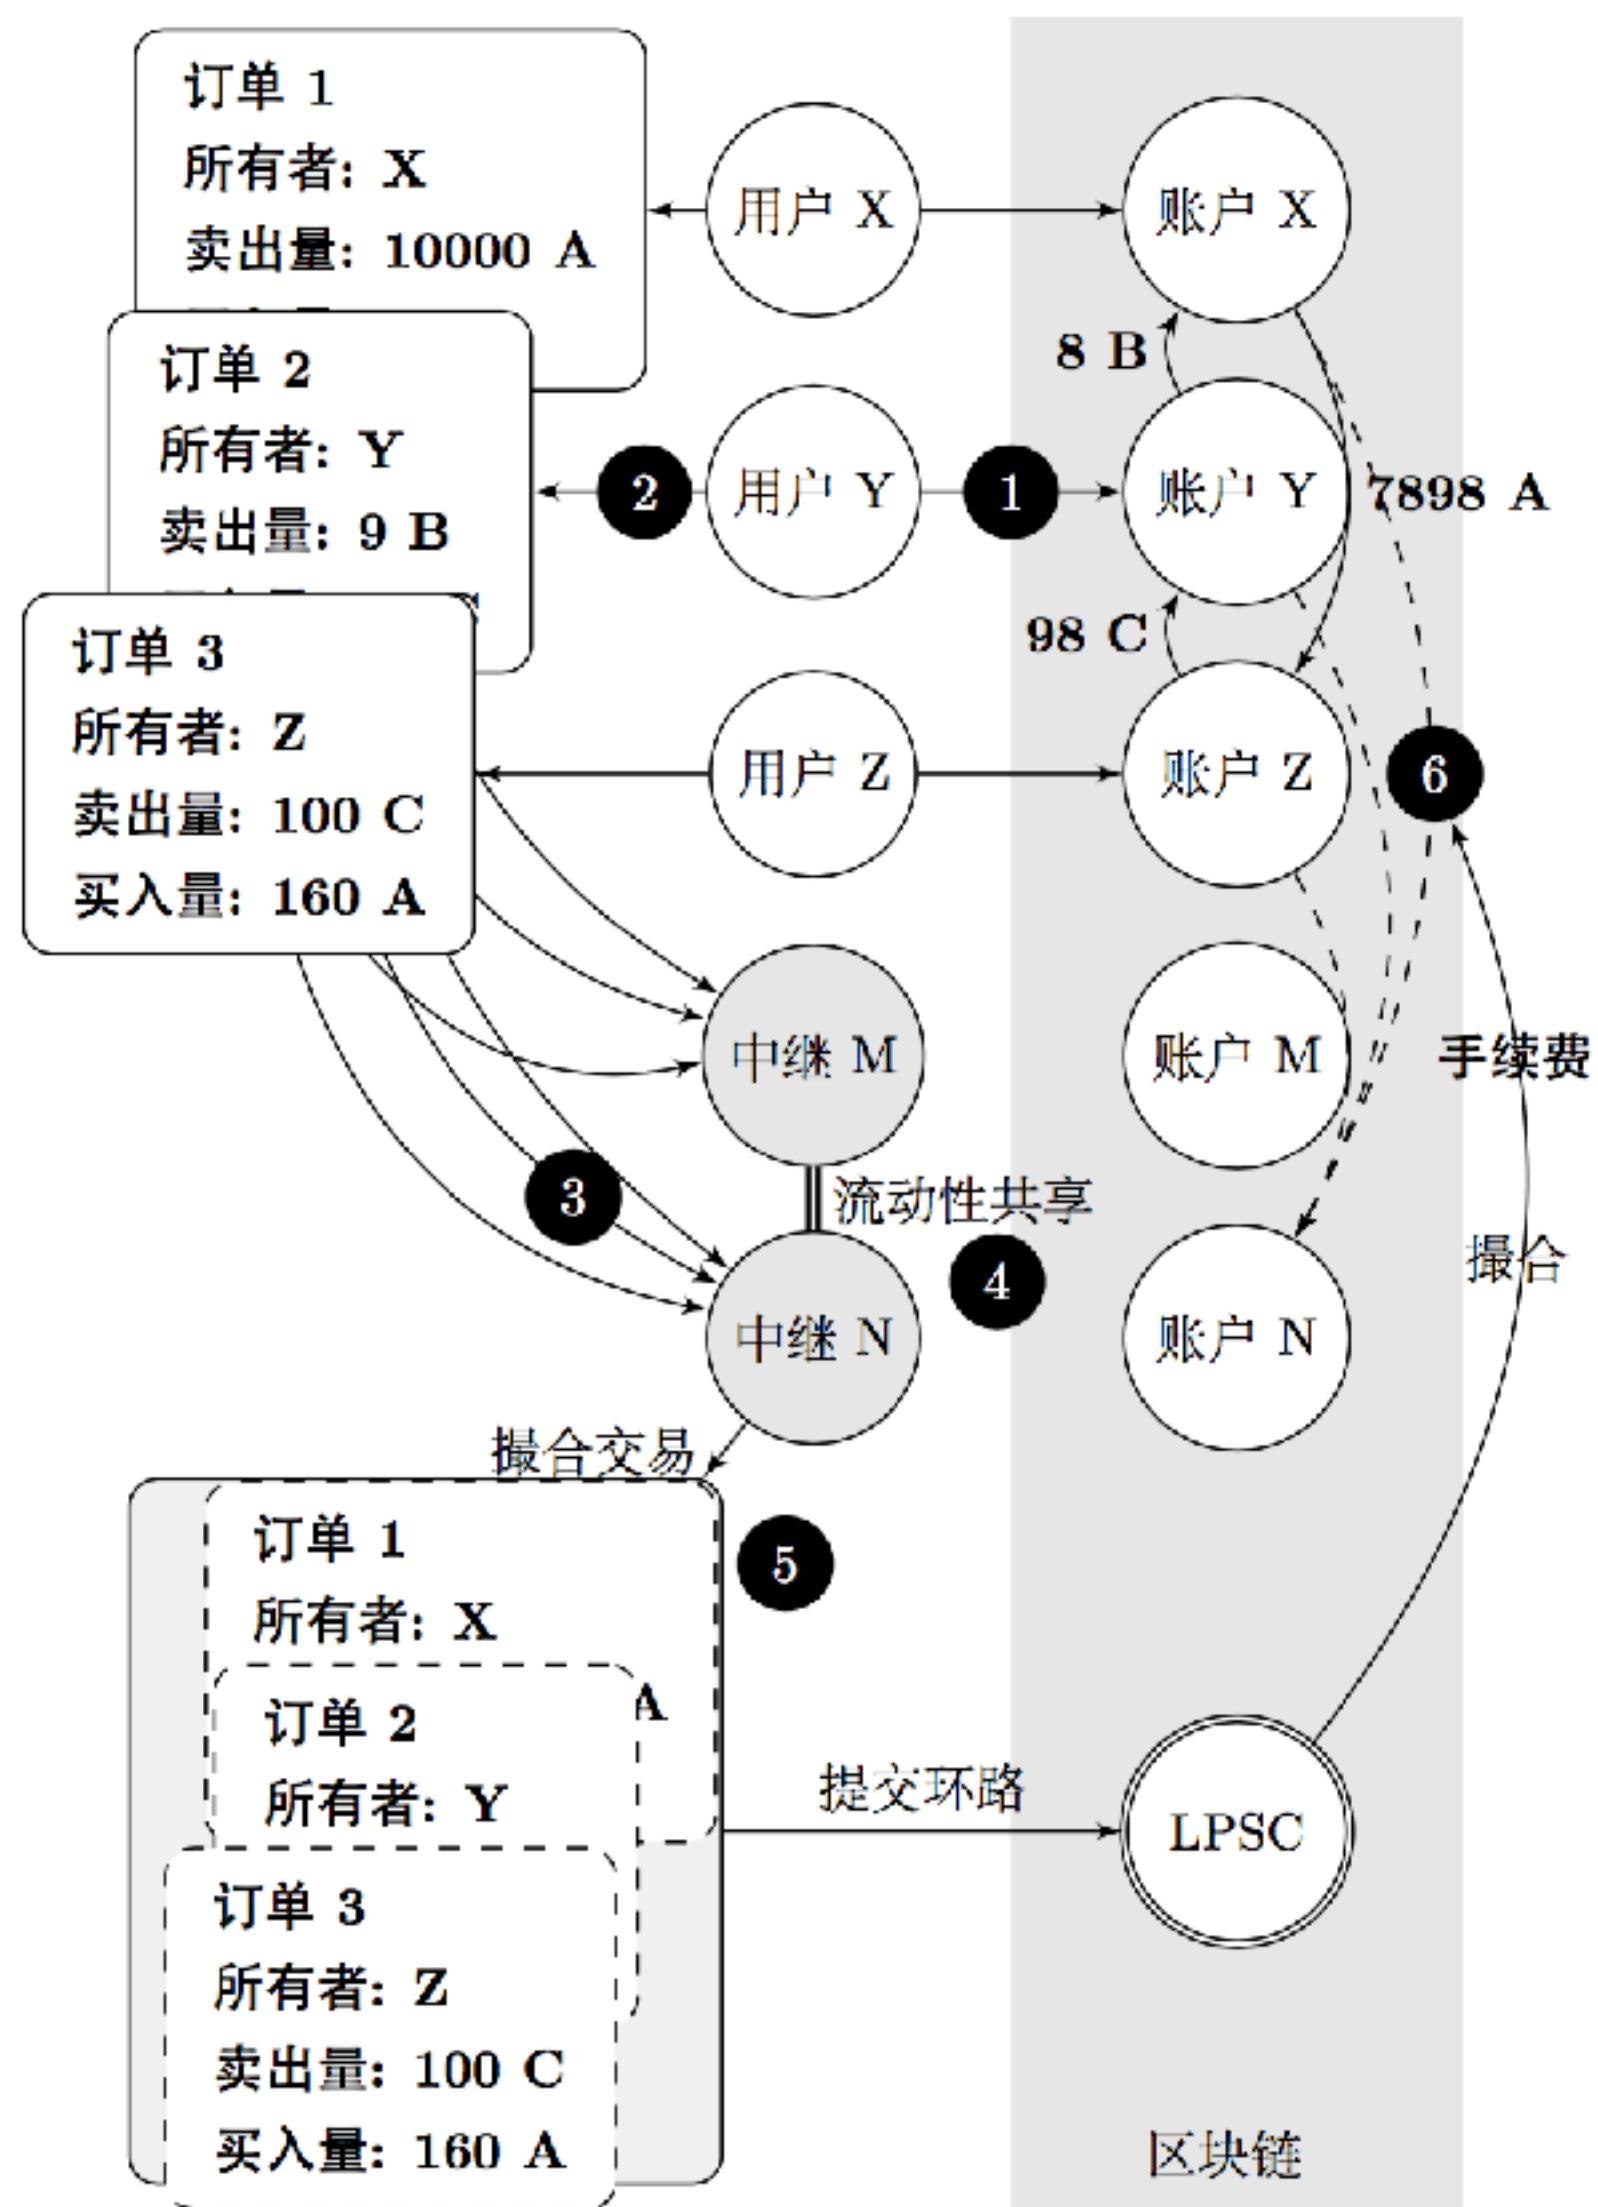 订单 1
所有者: X
卖出量: 10000 A
用户 X
账户 X
8 B
订单 2
所有者: Y
卖出量: 9 B
2
用户 Y
1
账户 Y
7898 A
98 C
订单 3
所有者: Z
卖出量: 100 C
买入量: 160 A
用户 Z
账户 Z
6
中继 M
账户 M
手续费
3
流动性共享
4
撮合
中继 N
账户 N
撮合交易
5
订单 1
所有者: X
A
订单 2
所有者: Y
提交环路
LPSC
订单 3
所有者: Z
卖出量: 100 C
买入量: 160 A
区块链